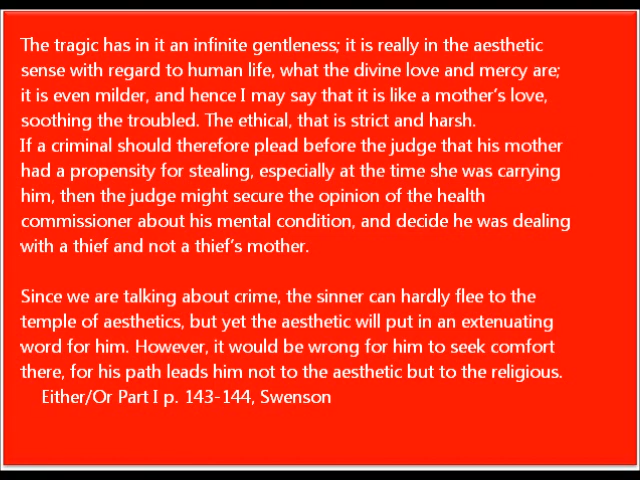 The tragic has in it an infinite gentleness; it is really in the aesthetic
sense with regard to human life, what the divine love and mercy are;
it is even milder, and hence I may say that it is like a mother's love,
soothing the troubled. The ethical, that is strict and harsh.
If a criminal should therefore plead before the judge that his mother
had a propensity for stealing, especially at the time she was carrying
him, then the judge might secure the opinion of the health
commissioner about his mental condition, and decide he was dealing
with a thief and not a thief's mother.
Since we are talking about crime, the sinner can hardly flee to the
temple of aesthetics, but yet the aesthetic will put in an extenuating
word for him. However, it would be wrong for him to seek comfort
there, for his path leads him not to the aesthetic but to the religious.
Either/Or Part I p. 143-144, Swenson